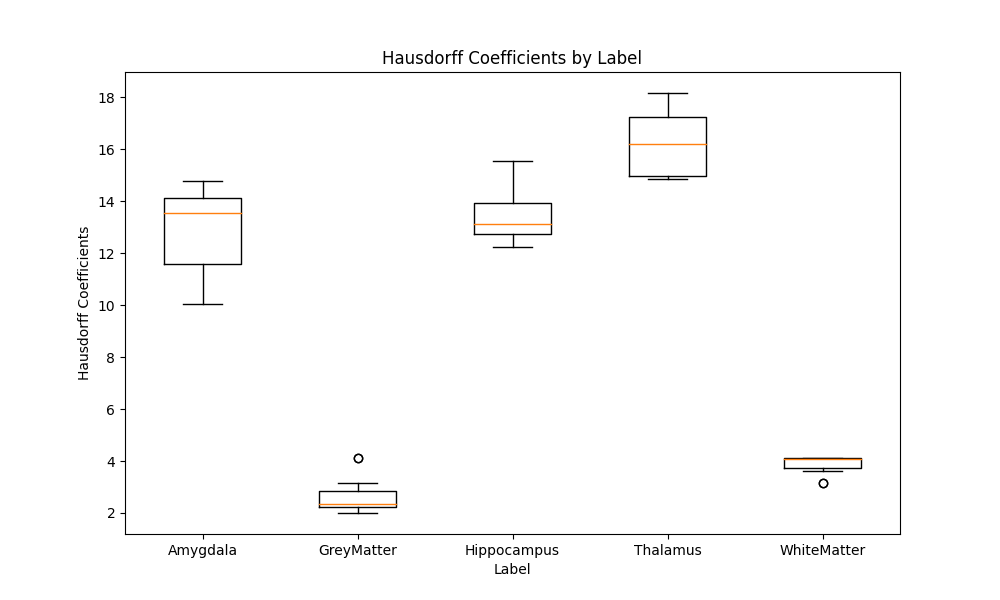 Hausdorff Coefficients by Label
Hausdorff Coefficients
18
16
14
12
10
8
6
4
2
Amygdala GreyMatter Hippocampus Thalamus WhiteMatter
Label